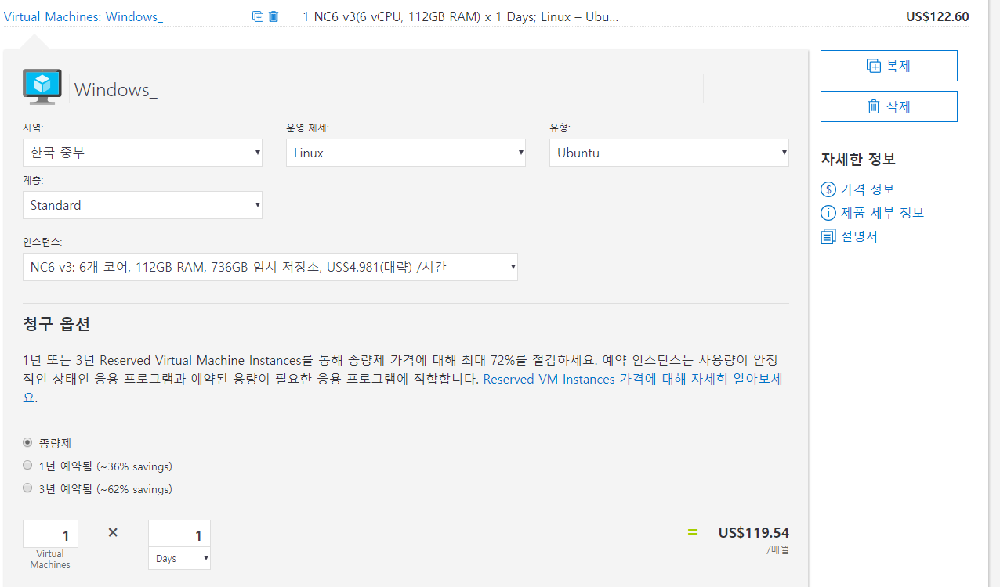 Virtual Machines: Windows_ 1 NC6 v3(6 vCPU, 112GB RAM) x 1 Days; Linux – Ubu... US$122.60
복제
Windows_
삭제
지역: 운영 체제: 유형:
한국 중부 Linux Ubuntu
자세한 정보
계층:
가격 정보
Standard
제품 세부 정보
설명서
인스턴스:
NC6 v3: 6개 코어, 112GB RAM, 736GB 임시 저장소, US$4.981(대략) /시간
청구 옵션
1년 또는 3년 Reserved Virtual Machine Instances를 통해 종량제 가격에 대해 최대 72%를 절감하세요. 예약 인스턴스는 사용량이 안정
적인 상태인 응용 프로그램과 예약된 용량이 필요한 응용 프로그램에 적합합니다. Reserved VM Instances 가격에 대해 자세히 알아보세
요.
종량제
1년 예약됨 (~36% savings)
3년 예약됨 (~62% savings)
1 × 1 = US$119.54
Virtual Days /매월
Machines